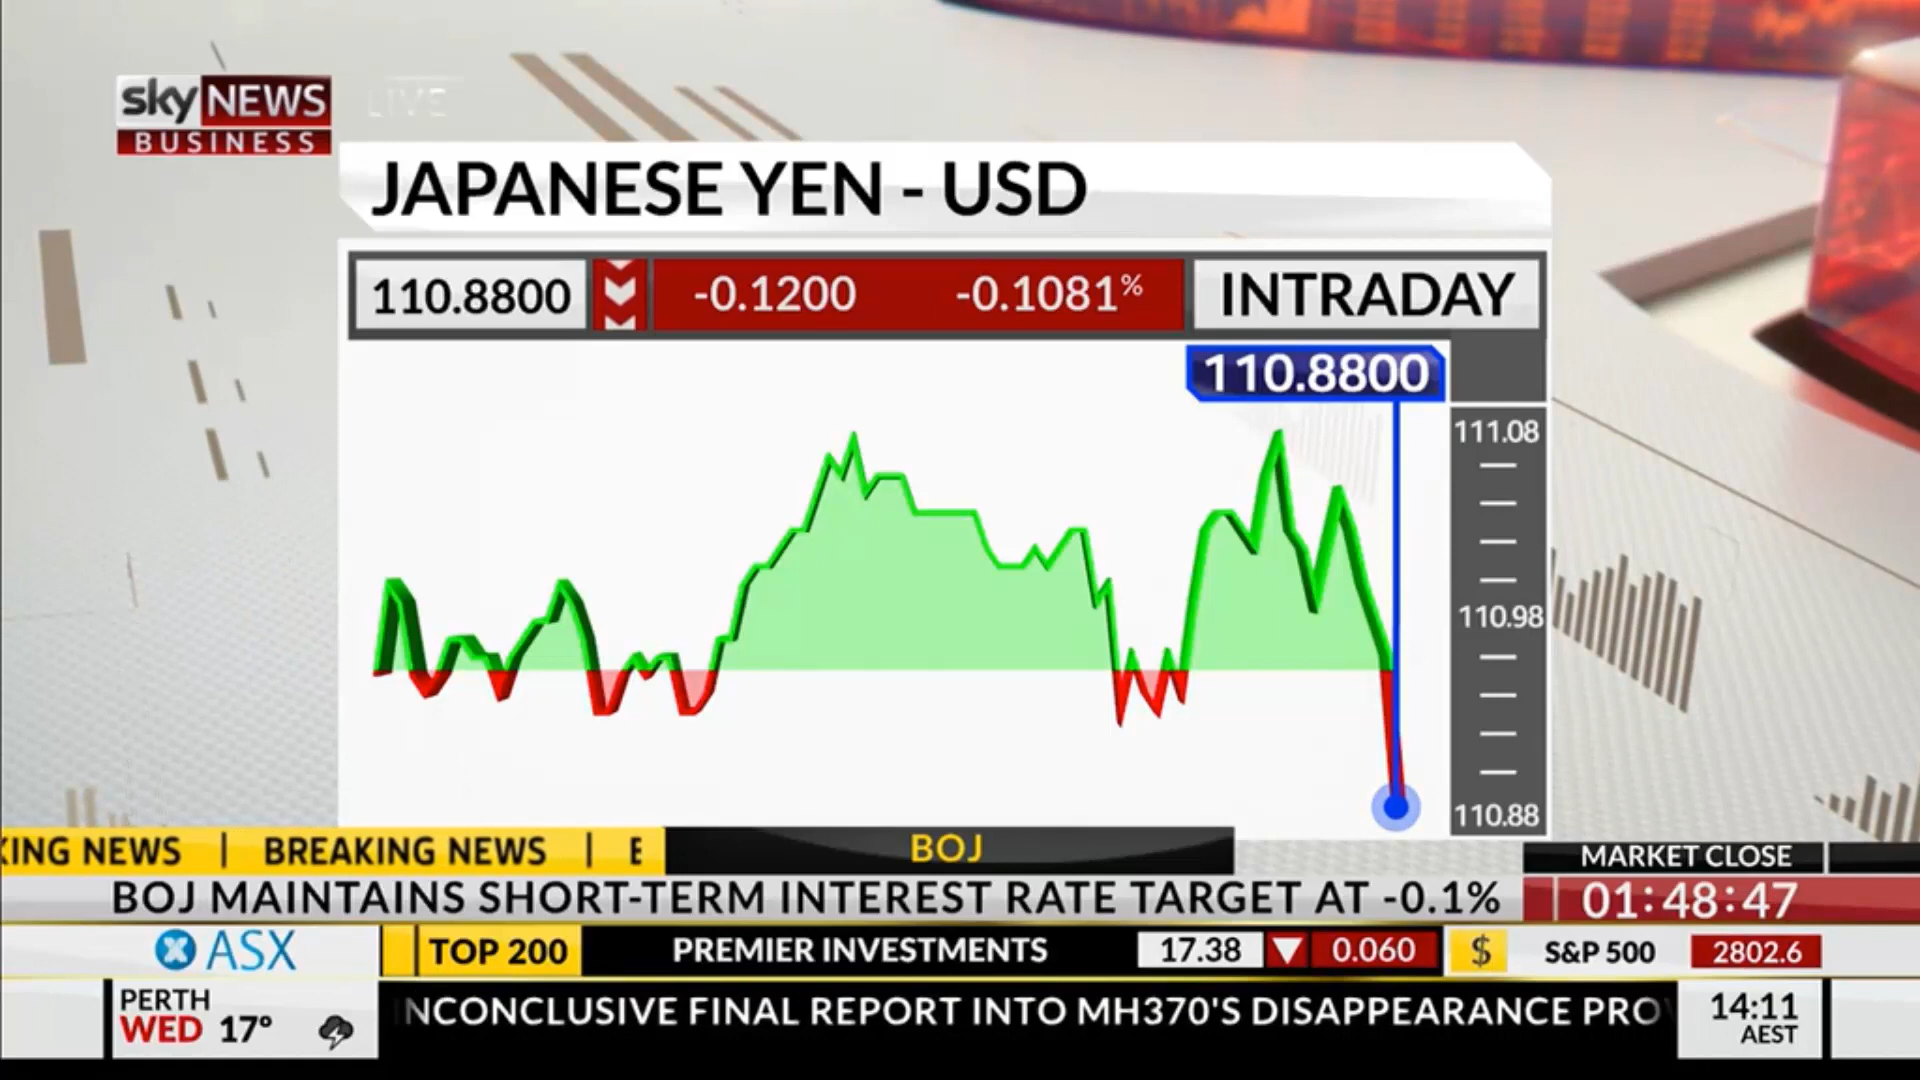 sky NEWS
BUSINESS
LIVE
JAPANESE YEN - USD
110.8800
-0.1200
-0.1081%
INTRADAY
110.8800
111.08
110.98
110.88
KING NEWS | BREAKING NEWS |
BOJ
MARKET CLOSE
BOJ MAINTAINS SHORT-TERM INTEREST RATE TARGET AT -0.1%
01:48:47
ASX
TOP 200
PREMIER INVESTMENTS
17.38
0.060
$
S&P 500
2802.6
PERTH
WED 17°
INCONCLUSIVE FINAL REPORT INTO MH370'S DISAPPEARANCE PRO
14:11
AEST